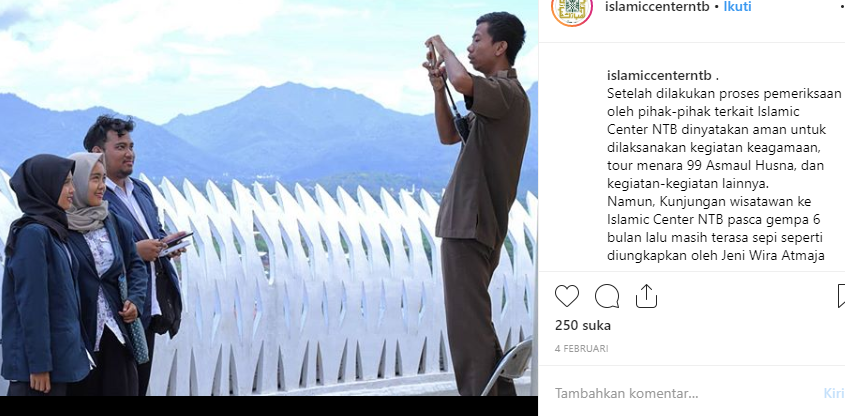 islamiccenterntb • Ikuti
islamiccenterntb .
Setelah dilakukan proses pemeriksaan
oleh pihak-pihak terkait Islamic
Center NTB dinyatakan aman untuk
dilaksanakan kegiatan keagamaan,
tour menara 99 Asmaul Husna, dan
kegiatan-kegiatan lainnya.
Namun, Kunjungan wisatawan ke
Islamic Center NTB pasca gempa 6
bulan lalu masih terasa sepi seperti
diungkapkan oleh Jeni Wira Atmaja
250 suka
4 FEBRUARI
Tambahkan komentar...